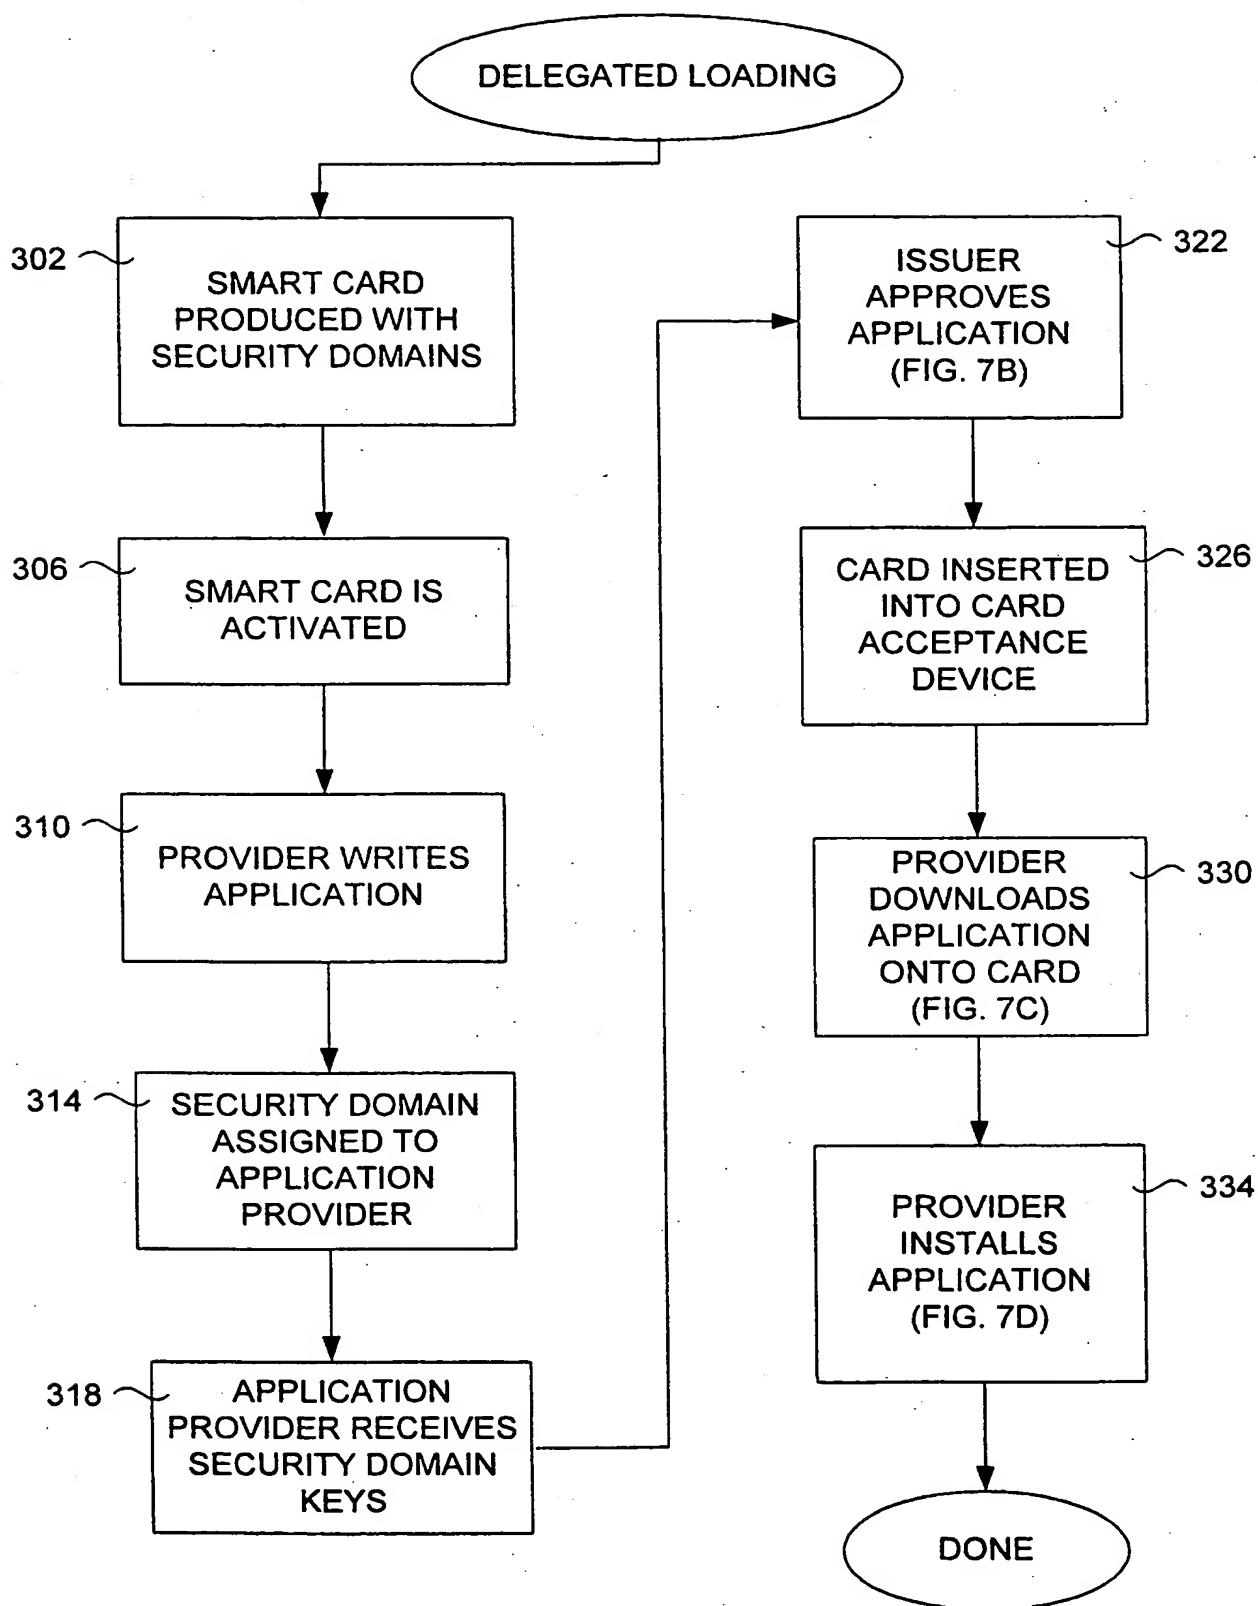 DELEGATED LOADING
302
SMART CARD
PRODUCED WITH
SECURITY DOMAINS
306
SMART CARD IS
ACTIVATED
310
PROVIDER WRITES
APPLICATION
314
SECURITY DOMAIN
ASSIGNED TO
APPLICATION
PROVIDER
318
APPLICATION
PROVIDER RECEIVES
SECURITY DOMAIN
KEYS
322
ISSUER
APPROVES
APPLICATION
(FIG. 7B)
326
CARD INSERTED
INTO CARD
ACCEPTANCE
DEVICE
330
PROVIDER
DOWNLOADS
APPLICATION
ONTO CARD
(FIG. 7C)
334
PROVIDER
INSTALLS
APPLICATION
(FIG. 7D)
DONE